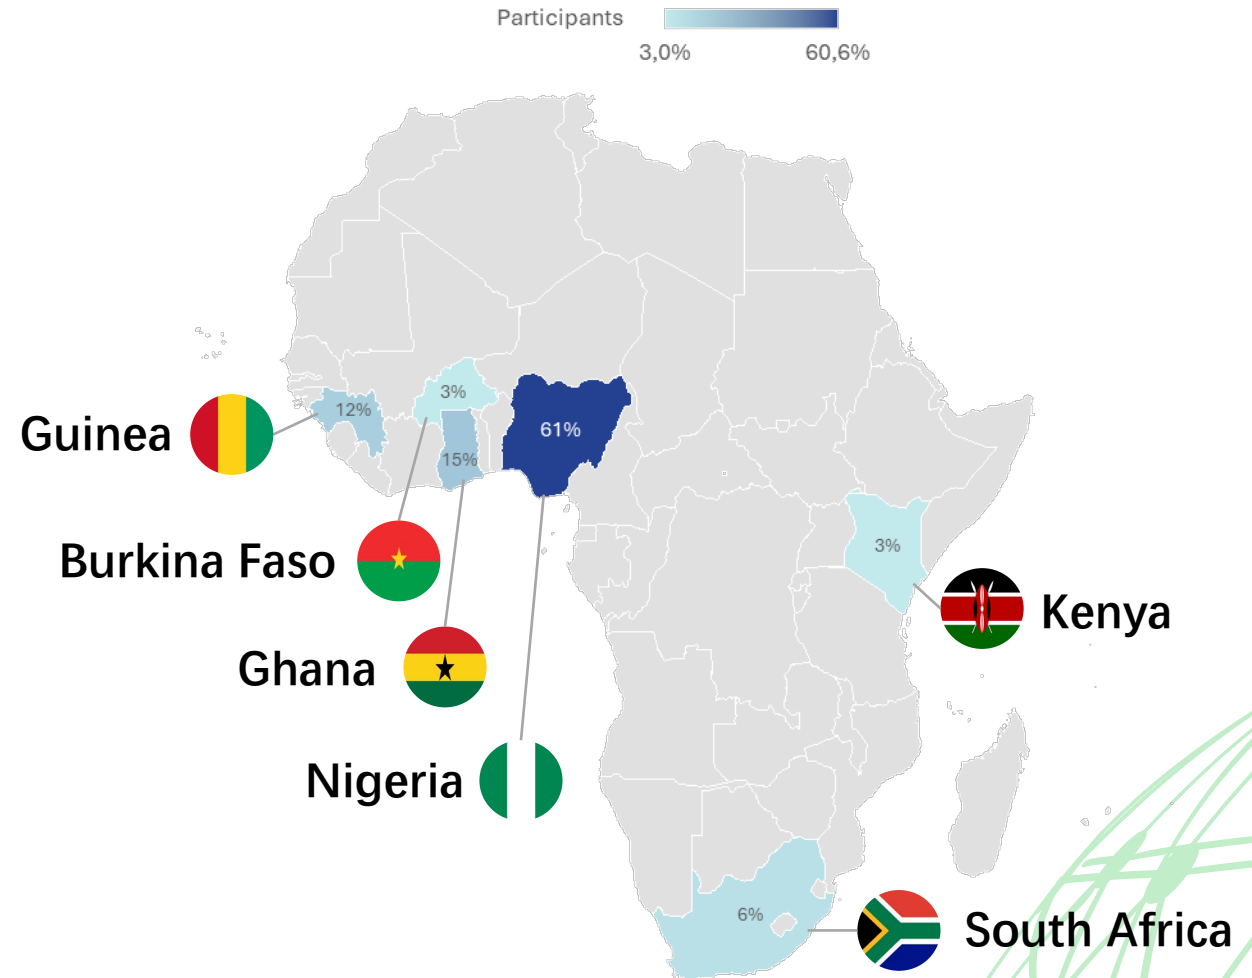 Participants
3,0% 60,6%
3%
12%
61%
15%
Guinea
Burkina Faso
3%
Kenya
Ghana
Nigeria
6%
South Africa